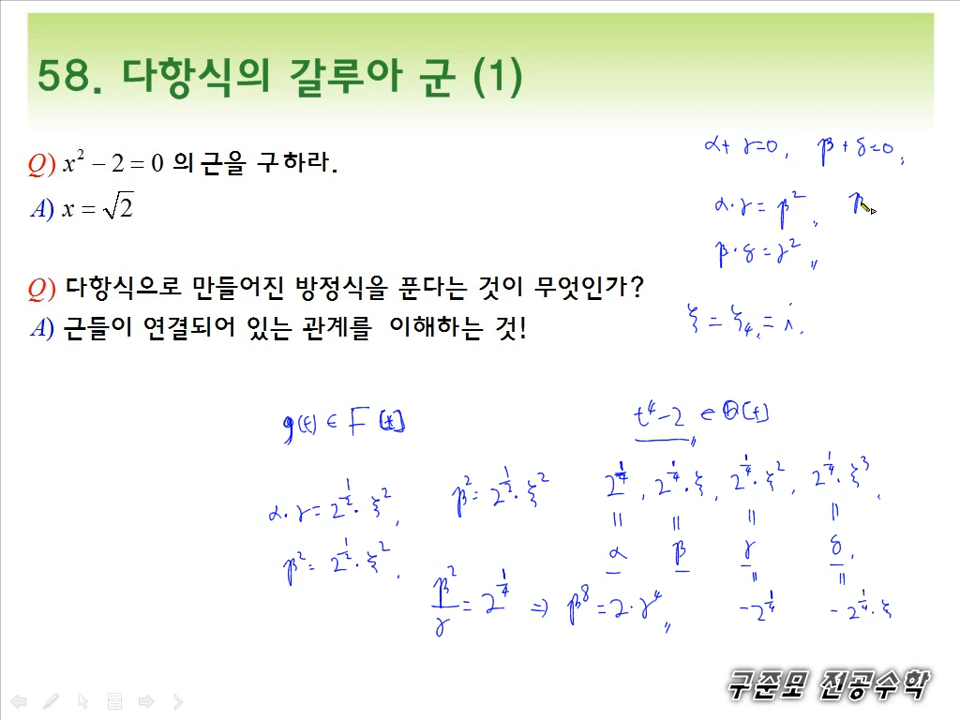 58. 다항식의 갈루아 군 (1)
Q) x² − 2 = 0 의 근을 구하라.
A) x = √2
Q) 다항식으로 만들어진 방정식을 푼다는 것이 무엇인가?
A) 근들이 연결되어 있는 관계를 이해하는 것!
α + γ = 0, β + δ = 0,
α·γ = β², β
β·δ = γ²,
ξ = ξ₄ = i.
g(t) ∈ F[t]
t⁴ − 2 ∈ Q[t]
α·γ = 2^{1/2}·ξ², β² = 2^{1/2}·ξ²
β² = 2^{1/2}·ξ².
2^{1/4}, 2^{1/4}·ξ, 2^{1/4}·ξ², 2^{1/4}·ξ³.
= = = =
α β γ δ.
= =
−2^{1/4} −2^{1/4}·ξ
β²/γ = 2^{1/4} ⇒ β⁸ = 2·γ⁴
구준모 전공수학